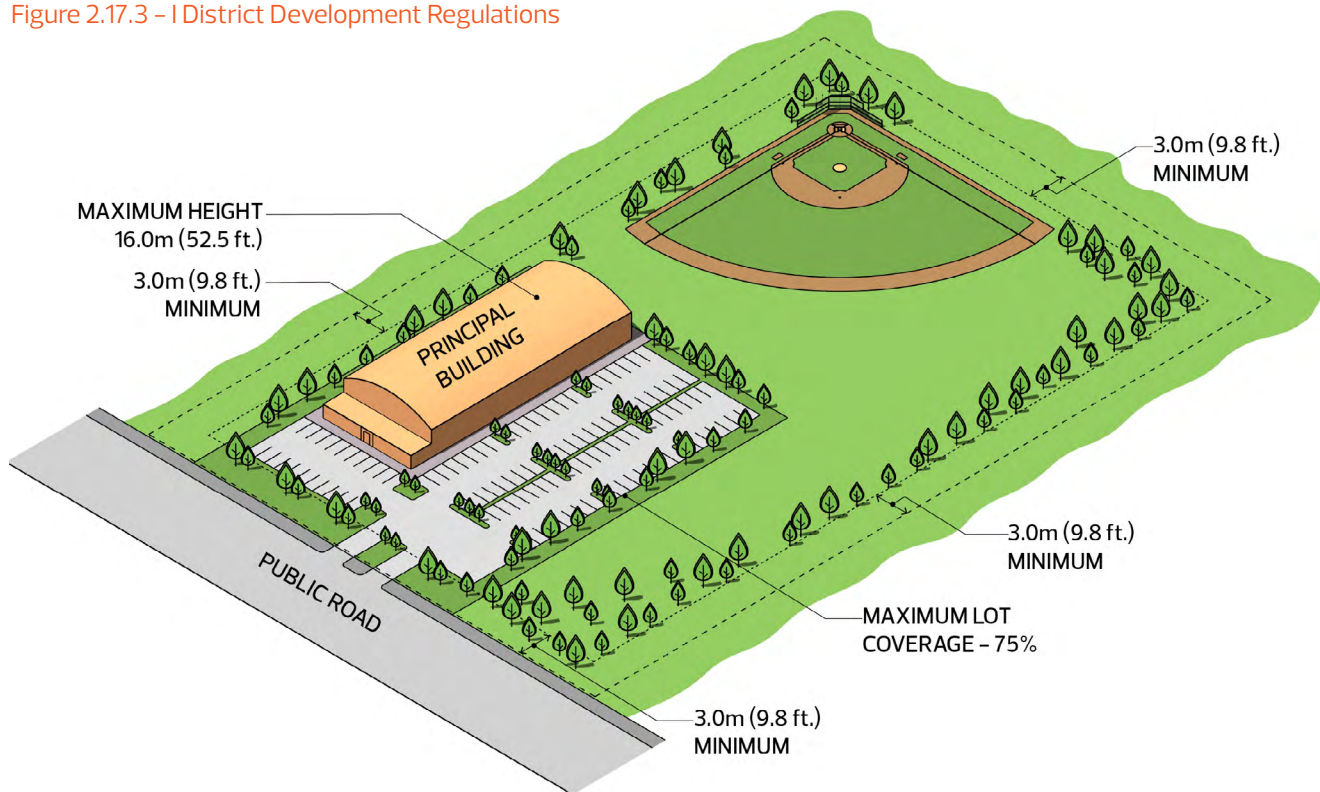 Figure 2.17.3 – I District Development Regulations
3.0m (9.8 ft.)
MINIMUM
MAXIMUM HEIGHT
16.0m (52.5 ft.)
3.0m (9.8 ft.)
MINIMUM
PRINCIPAL
BUILDING
3.0m (9.8 ft.)
MINIMUM
PUBLIC ROAD
MAXIMUM LOT
COVERAGE – 75%
3.0m (9.8 ft.)
MINIMUM